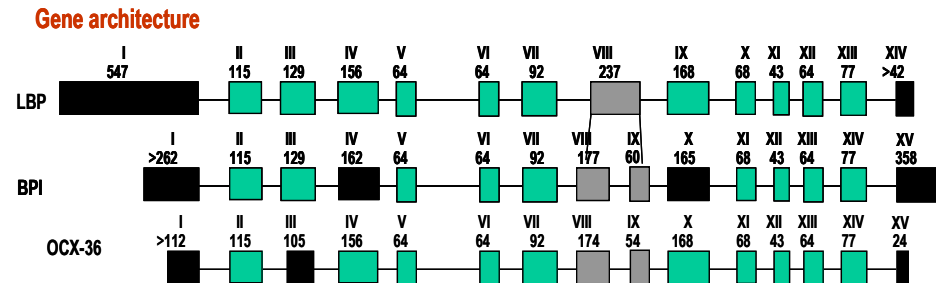 Gene architecture
I II III IV V VI VII VIII IX X XI XII XIII XIV
547 115 129 156 64 64 92 237 168 68 43 64 77 >42
LBP
I II III IV V VI VII VIII IX X XI XII XIII XIV XV
>262 115 129 162 64 64 92 177 60 165 68 43 64 77 358
BPI
I II III IV V VI VII VIII IX X XI XII XIII XIV XV
>112 115 105 156 64 64 92 174 54 168 68 43 64 77 24
OCX-36